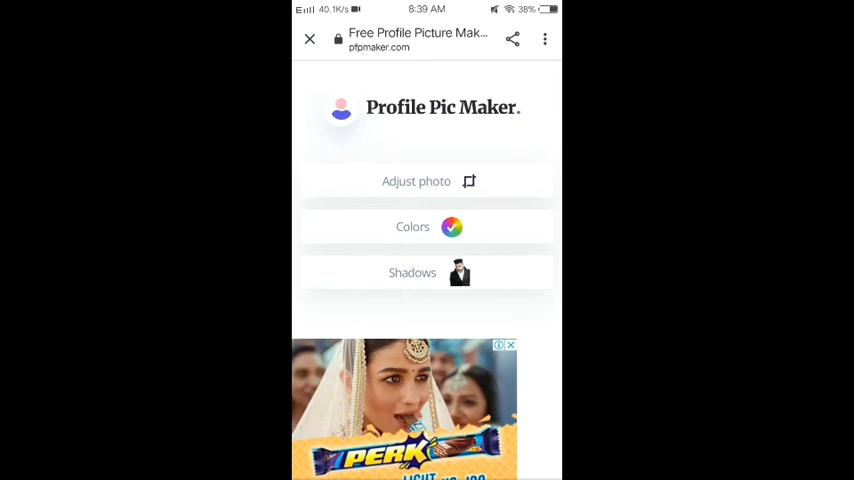 40.1K/s
8:39 AM
38%
Free Profile Picture Mak...
pfpmaker.com
Profile Pic Maker.
Adjust photo
Colors
Shadows
PERK
LIGHT